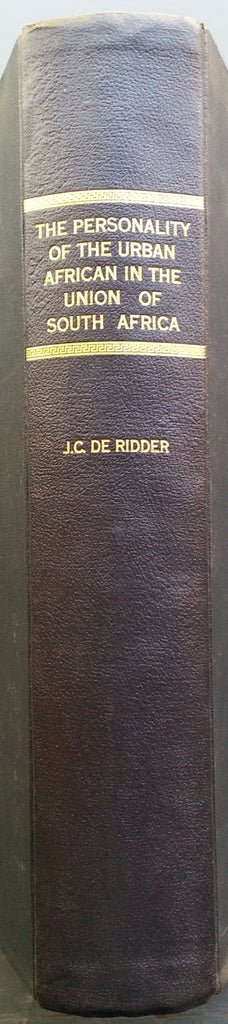 THE PERSONALITY
OF THE URBAN
AFRICAN IN THE
UNION OF
SOUTH AFRICA
J.C. DE RIDDER